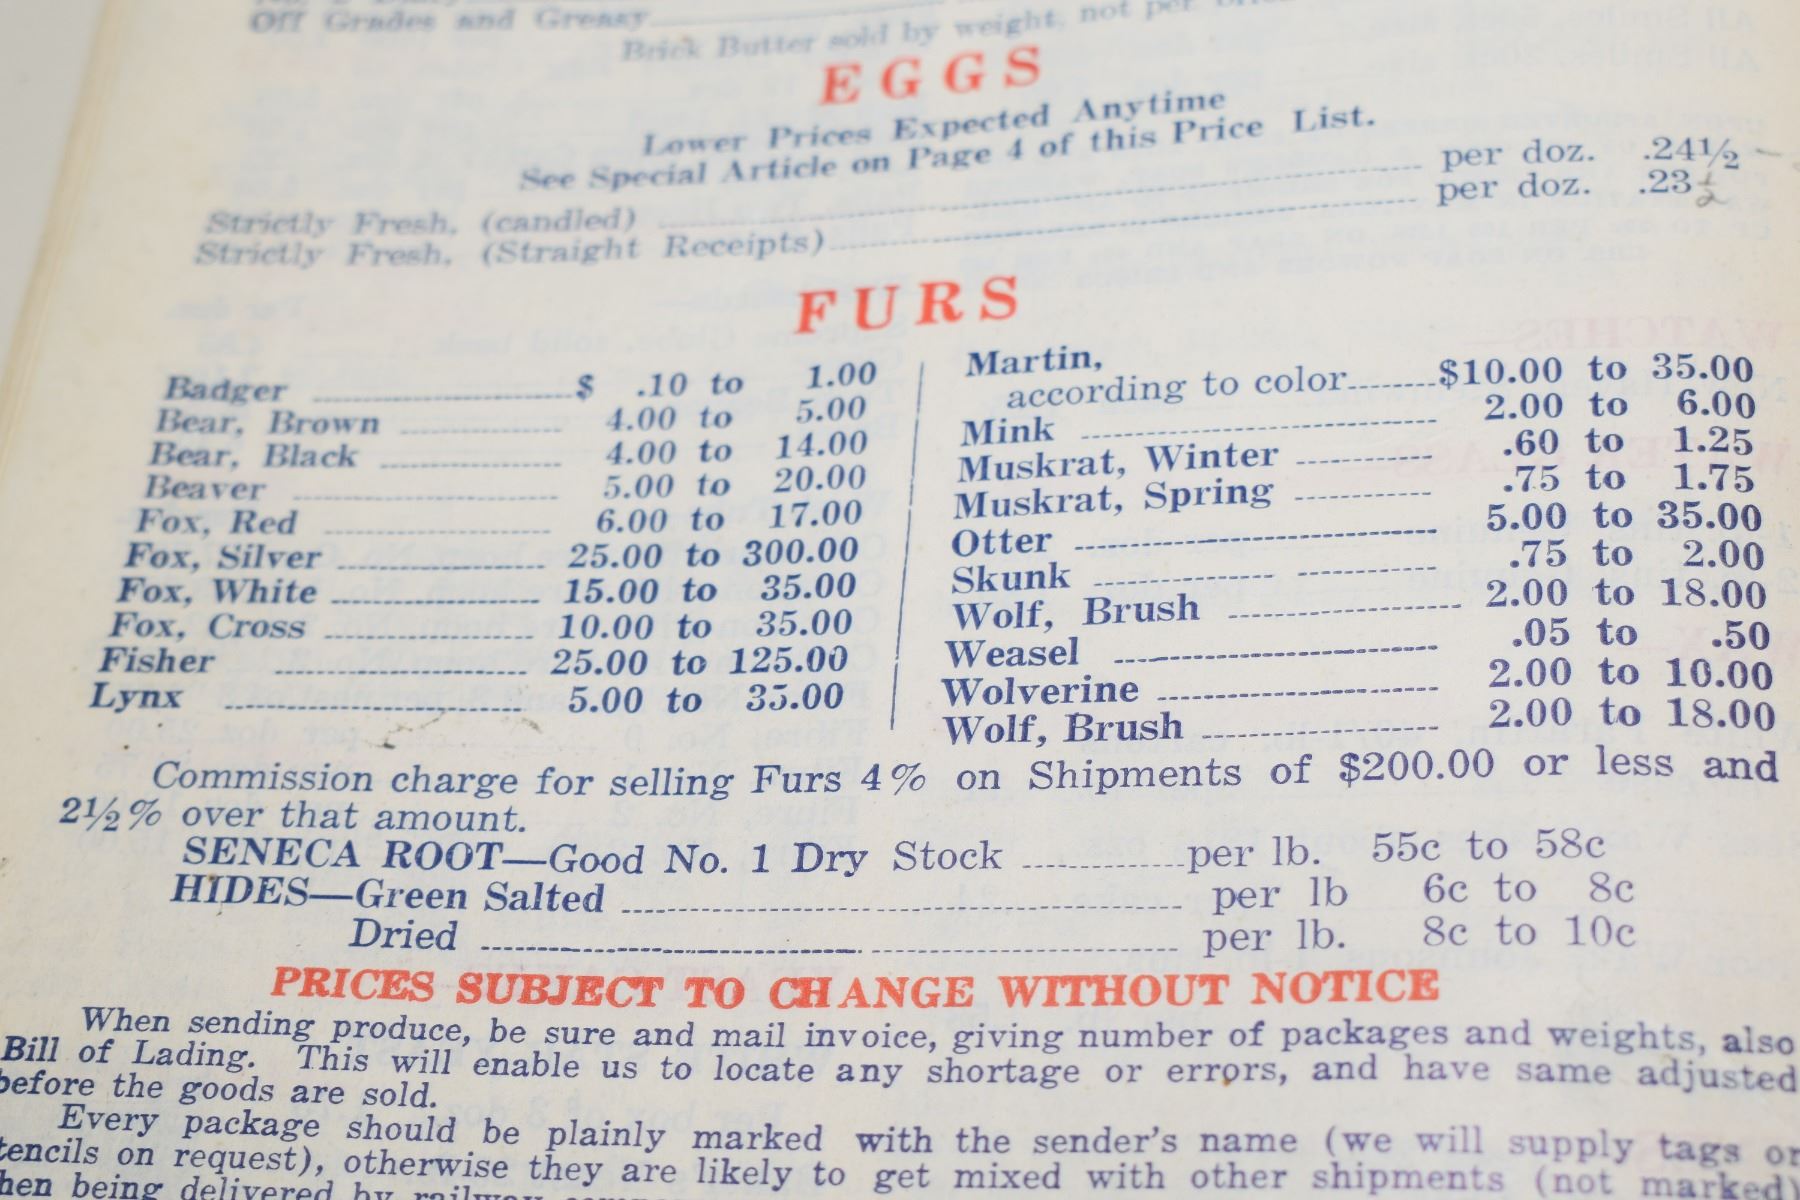 Off Grades and Greasy
Brick Butter sold by weight, not per
EGGS
Lower Prices Expected Anytime
See Special Article on Page 4 of this Price List.
Strictly Fresh, (candled) per doz. .24½
Strictly Fresh, (Straight Receipts) per doz. .23 ½
FURS
Badger $ .10 to 1.00
Bear, Brown 4.00 to 5.00
Bear, Black 4.00 to 14.00
Beaver 5.00 to 20.00
Fox, Red 6.00 to 17.00
Fox, Silver 25.00 to 300.00
Fox, White 15.00 to 35.00
Fox, Cross 10.00 to 35.00
Fisher 25.00 to 125.00
Lynx 5.00 to 35.00
Martin,
according to color $10.00 to 35.00
Mink 2.00 to 6.00
Muskrat, Winter .60 to 1.25
Muskrat, Spring .75 to 1.75
Otter 5.00 to 35.00
Skunk .75 to 2.00
Wolf, Brush 2.00 to 18.00
Weasel .05 to .50
Wolverine 2.00 to 10.00
Wolf, Brush 2.00 to 18.00
Commission charge for selling Furs 4% on Shipments of $200.00 or less and
2½% over that amount.
SENECA ROOT—Good No. 1 Dry Stock per lb. 55c to 58c
HIDES—Green Salted per lb 6c to 8c
Dried per lb. 8c to 10c
PRICES SUBJECT TO CHANGE WITHOUT NOTICE
When sending produce, be sure and mail invoice, giving number of packages and weights, also
Bill of Lading. This will enable us to locate any shortage or errors, and have same adjusted
before the goods are sold.
Every package should be plainly marked with the sender's name (we will supply tags or
tencils on request), otherwise they are likely to get mixed with other shipments (not marked)
hen being delivered by railway